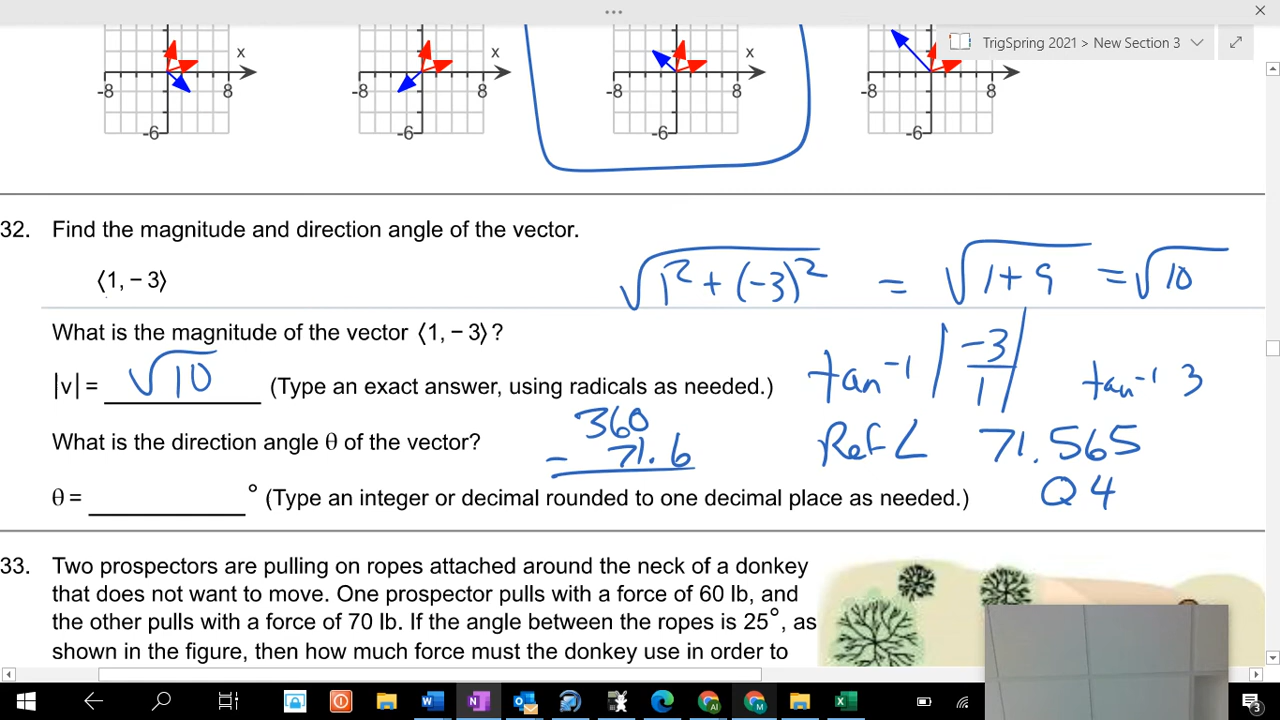 TrigSpring 2021 > New Section 3
x
-8
8
-6
x
-8
8
-6
x
-8
8
-6
-8
8
-6
32. Find the magnitude and direction angle of the vector.
⟨1, − 3⟩
√1² + (−3)² = √1 + 9 = √10
What is the magnitude of the vector ⟨1, − 3⟩?
tan⁻¹ |−3/1| tan⁻¹ 3
|v| = √10 (Type an exact answer, using radicals as needed.)
360
What is the direction angle θ of the vector?
− 71.6
Ref ∠ 71.565
θ = ° (Type an integer or decimal rounded to one decimal place as needed.)
Q4
33. Two prospectors are pulling on ropes attached around the neck of a donkey
that does not want to move. One prospector pulls with a force of 60 lb, and
the other pulls with a force of 70 lb. If the angle between the ropes is 25°, as
shown in the figure, then how much force must the donkey use in order to